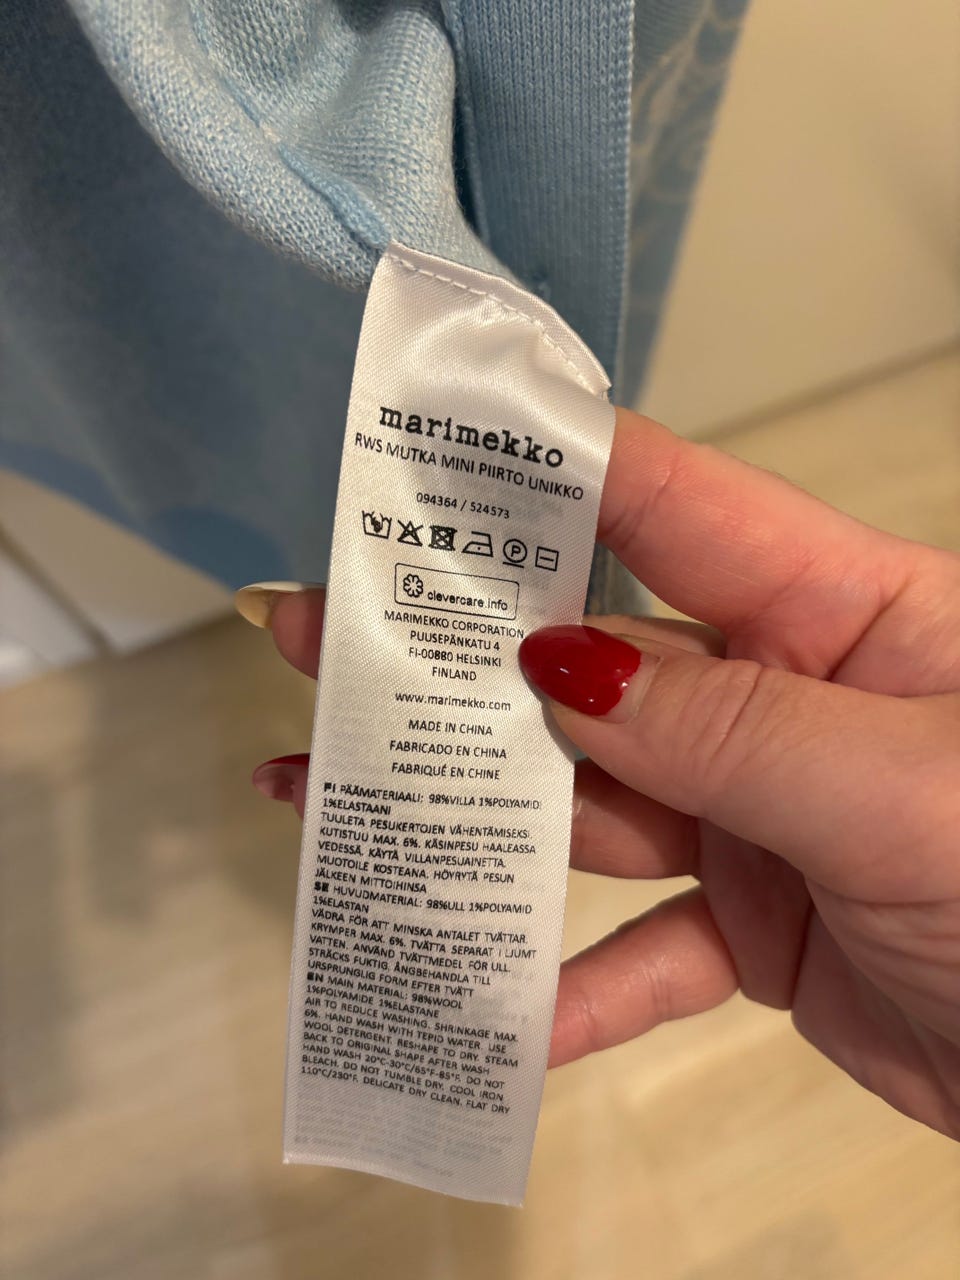 marimekko
RWS MUTKA MINI PIIRTO UNIKKO
094364 / 524573
P
clevercare.info
MARIMEKKO CORPORATION
PUUSEPÄNKATU 4
FI-00880 HELSINKI
FINLAND
www.marimekko.com
MADE IN CHINA
FABRICADO EN CHINA
FABRIQUÉ EN CHINE
FI PÄÄMATERIAALI: 98%VILLA 1%POLYAMIDI
1%ELASTAANI
TUULETA PESUKERTOJEN VÄHENTÄMISEKSI.
KUTISTUU MAX. 6%. KÄSINPESU HAALEASSA
VEDESSÄ. KÄYTÄ VILLANPESUAINETTA.
MUOTOILE KOSTEANA. HÖYRYTÄ PESUN
JÄLKEEN MITTOIHINSA
SE HUVUDMATERIAL: 98%ULL 1%POLYAMID
1%ELASTAN
VÄDRA FÖR ATT MINSKA ANTALET TVÄTTAR.
KRYMPER MAX. 6%. TVÄTTA SEPARAT I LJUMT
VATTEN. ANVÄND TVÄTTMEDEL FÖR ULL.
STRÄCKS FUKTIG. ÅNGBEHANDLA TILL
URSPRUNGLIG FORM EFTER TVÄTT
EN MAIN MATERIAL: 98%WOOL
1%POLYAMIDE 1%ELASTANE
AIR TO REDUCE WASHING. SHRINKAGE MAX.
6%. HAND WASH WITH TEPID WATER. USE
WOOL DETERGENT. RESHAPE TO DRY. STEAM
BACK TO ORIGINAL SHAPE AFTER WASH
HAND WASH 20°C-30°C/65°F-85°F. DO NOT
BLEACH. DO NOT TUMBLE DRY. COOL IRON
110°C/230°F. DELICATE DRY CLEAN. FLAT DRY